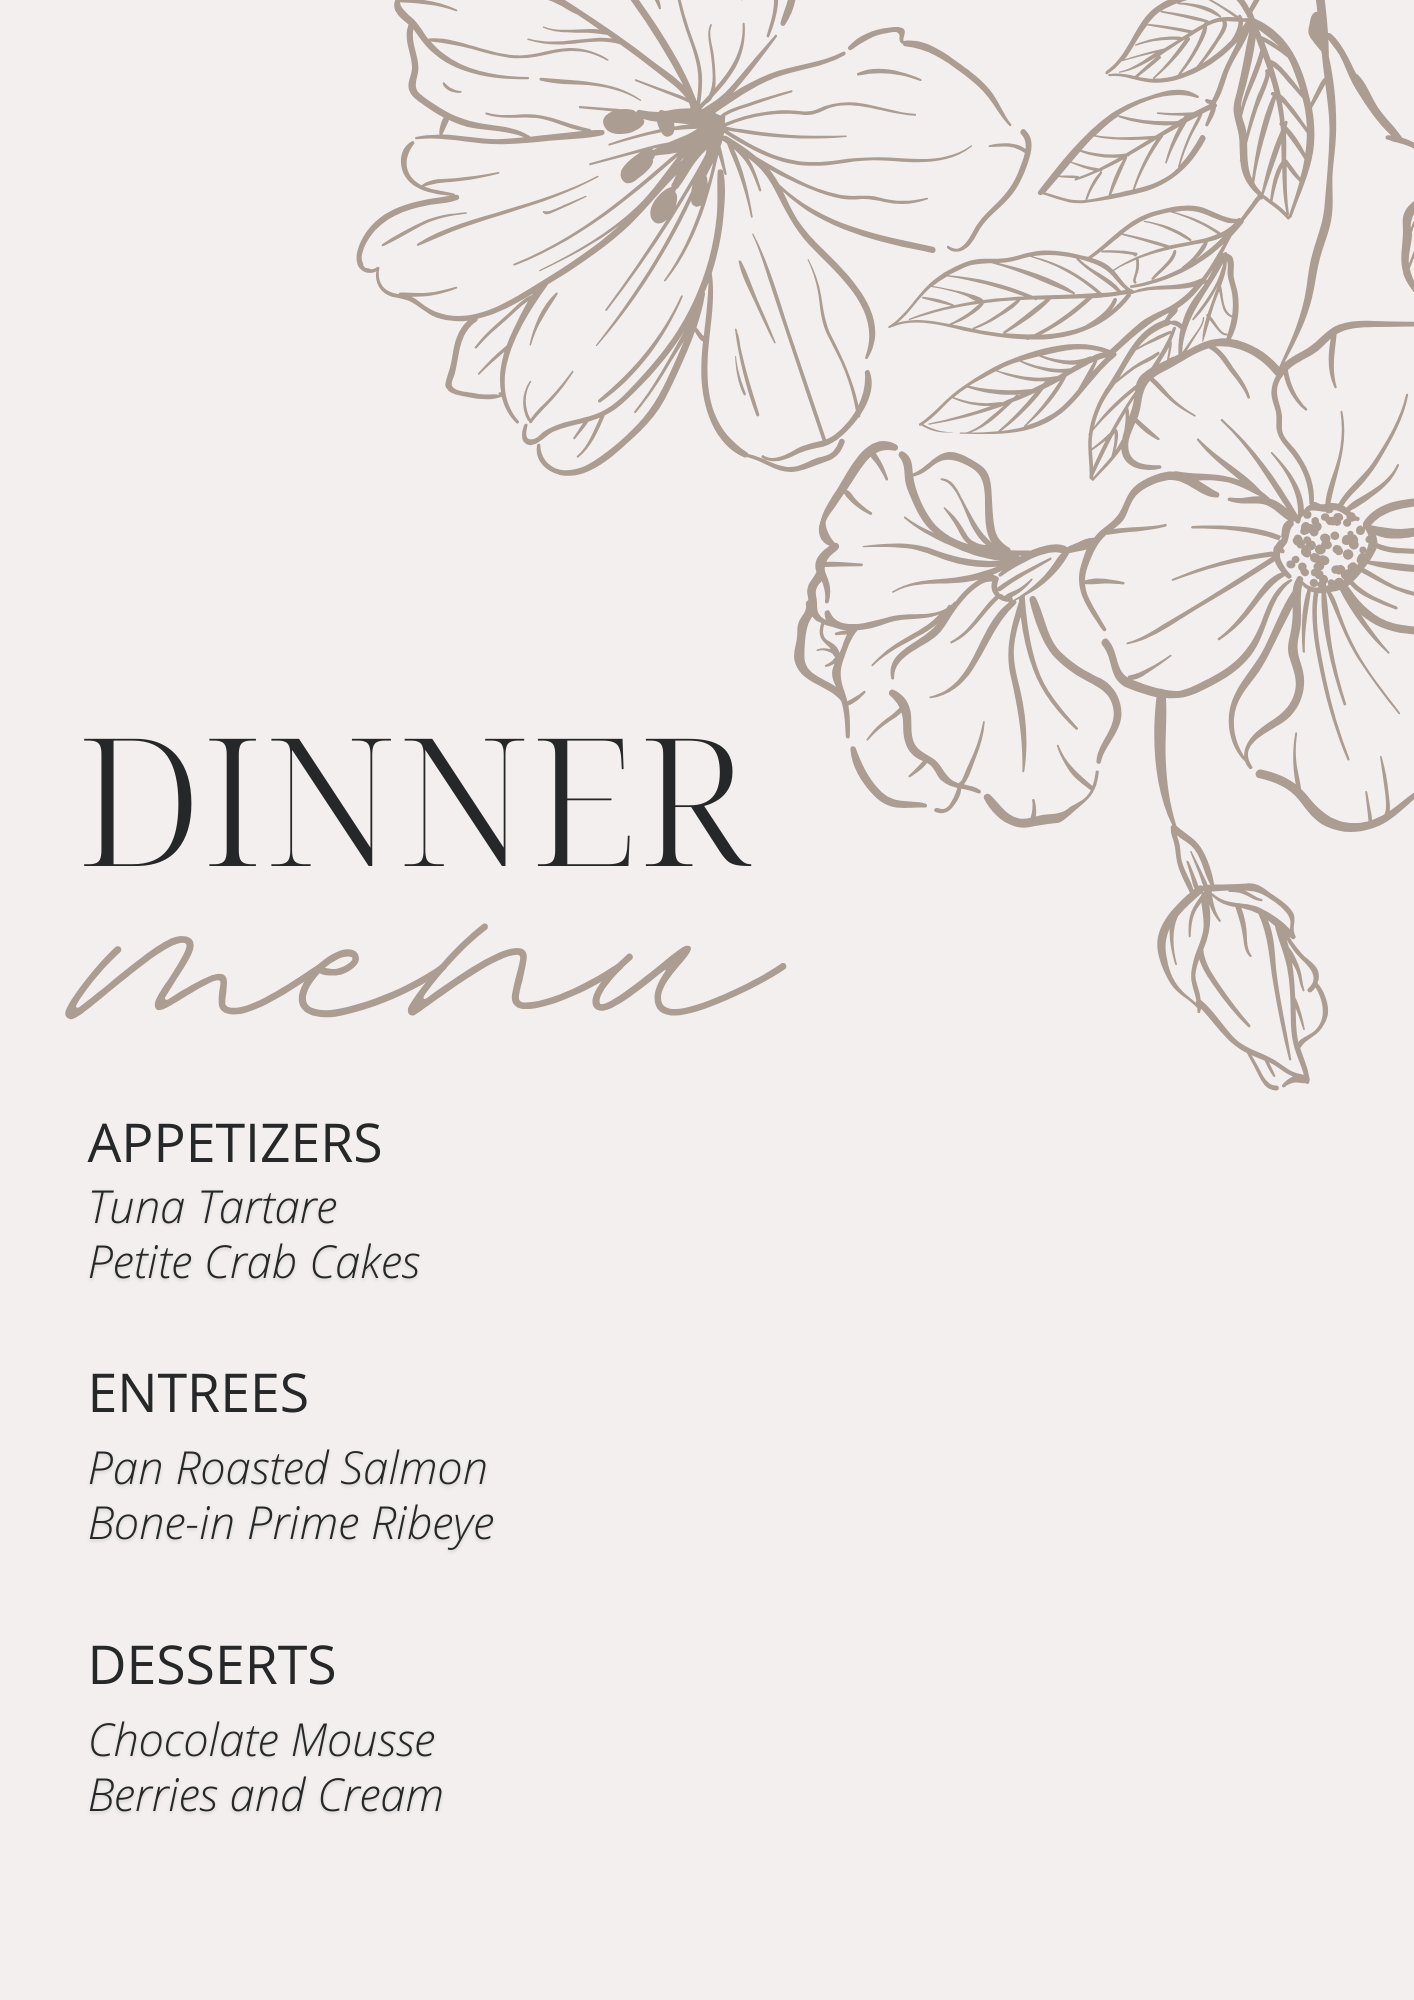 DINNER
menu
APPETIZERS
Tuna Tartare
Petite Crab Cakes
ENTREES
Pan Roasted Salmon
Bone-in Prime Ribeye
DESSERTS
Chocolate Mousse
Berries and Cream